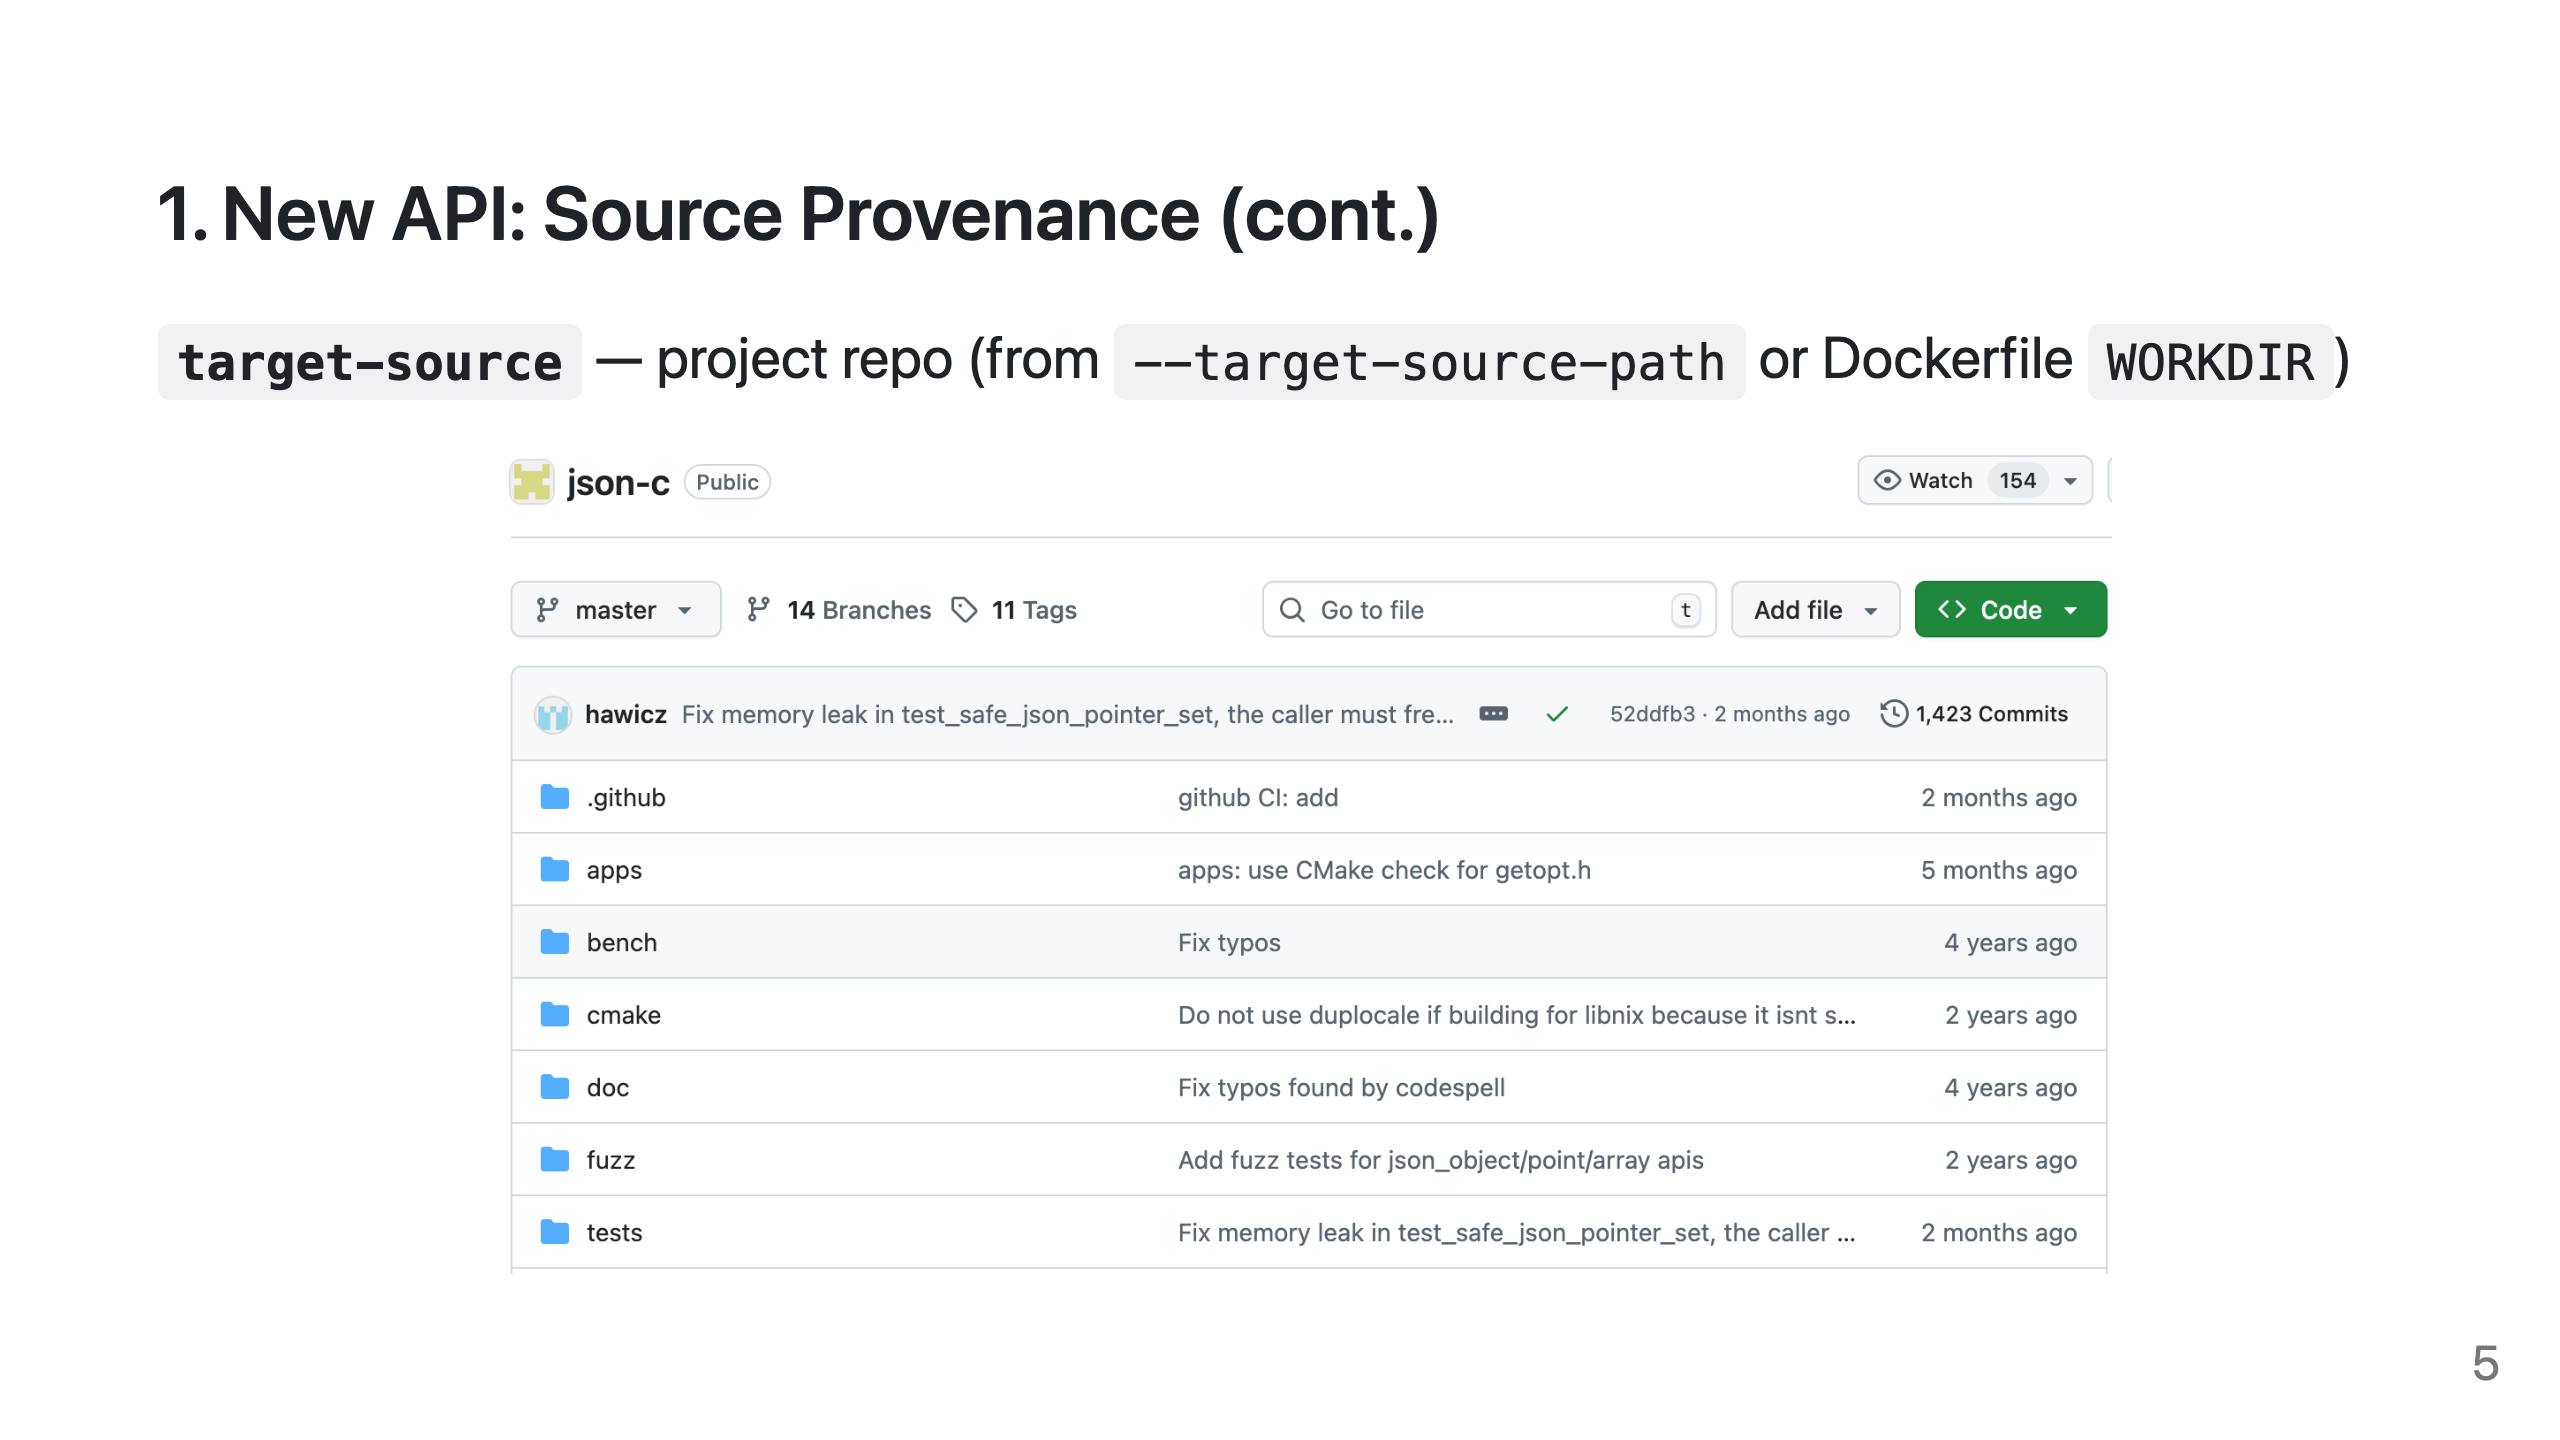 1. New API: Source Provenance (cont.)
target-source — project repo (from --target-source-path or Dockerfile WORKDIR)
json-c Public Watch 154
master 14 Branches 11 Tags Go to file t Add file Code
hawicz Fix memory leak in test_safe_json_pointer_set, the caller must fre... 52ddfb3 · 2 months ago 1,423 Commits
.github github CI: add 2 months ago
apps apps: use CMake check for getopt.h 5 months ago
bench Fix typos 4 years ago
cmake Do not use duplocale if building for libnix because it isnt s... 2 years ago
doc Fix typos found by codespell 4 years ago
fuzz Add fuzz tests for json_object/point/array apis 2 years ago
tests Fix memory leak in test_safe_json_pointer_set, the caller ... 2 months ago
5